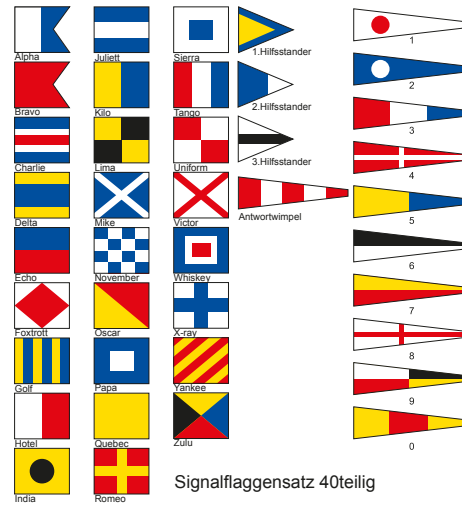 Alpha
Bravo
Charlie
Delta
Echo
Foxtrott
Golf
Hotel
India
Juliett
Kilo
Lima
Mike
November
Oscar
Papa
Quebec
Romeo
Sierra
Tango
Uniform
Victor
Whiskey
X-ray
Yankee
Zulu
1.Hilfsstander
2.Hilfsstander
3.Hilfsstander
Antwortwimpel
1
2
3
4
5
6
7
8
9
0
Signalflaggensatz 40teilig